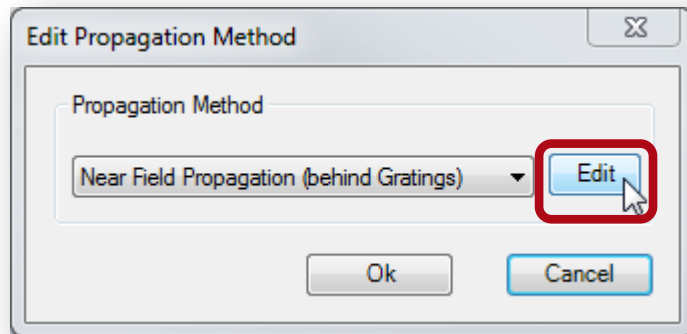 Edit Propagation Method
Propagation Method
Near Field Propagation (behind Gratings)
Edit
Ok
Cancel